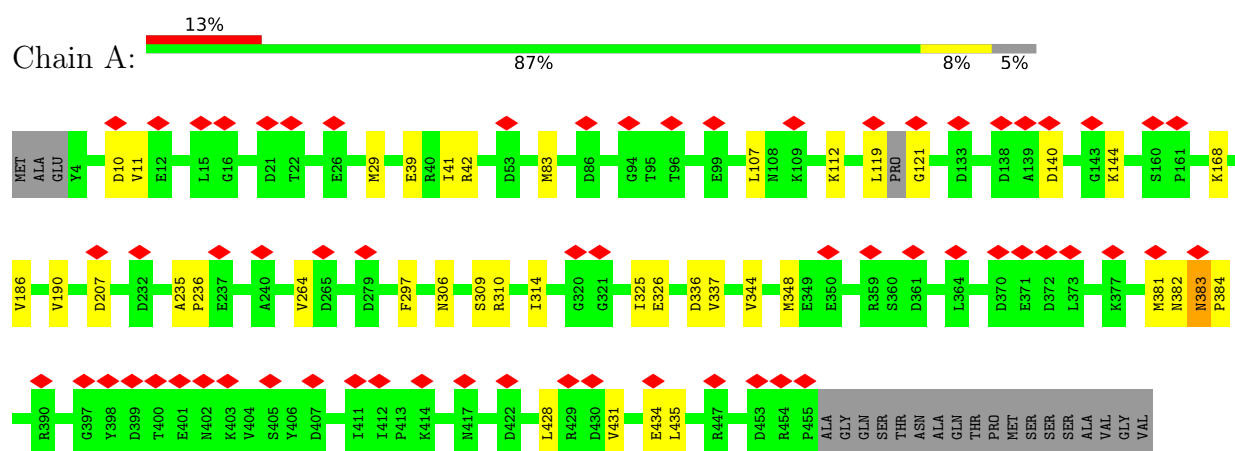 13%
Chain A:
87% 8% 5%
MET ALA GLU Y4 D10 V11 E12 L15 G16 D21 T22 E26 M29 E39 R40 I41 R42 D53 M83 D86 G94 T95 T96 E99 L107 N108 K109 K112 L119 PRO G121 D133 D138 A139 D140 G143 K144 S160 P161 K168
V186 V190 D207 D232 A235 P236 E237 A240 V264 D265 D279 F297 N306 S309 R310 I314 G320 G321 I325 E326 D336 V337 V344 M348 E349 E350 R359 S360 D361 L364 D370 E371 D372 L373 K377 M381 N382 N383 P384
R390 G397 Y398 D399 T400 E401 N402 K403 V404 S405 Y406 D407 I411 I412 P413 K414 N417 D422 L428 R429 D430 V431 E434 L435 R447 D453 R454 P455 ALA GLY GLN SER THR ASN ALA GLN THR PRO MET SER SER SER ALA VAL GLY VAL